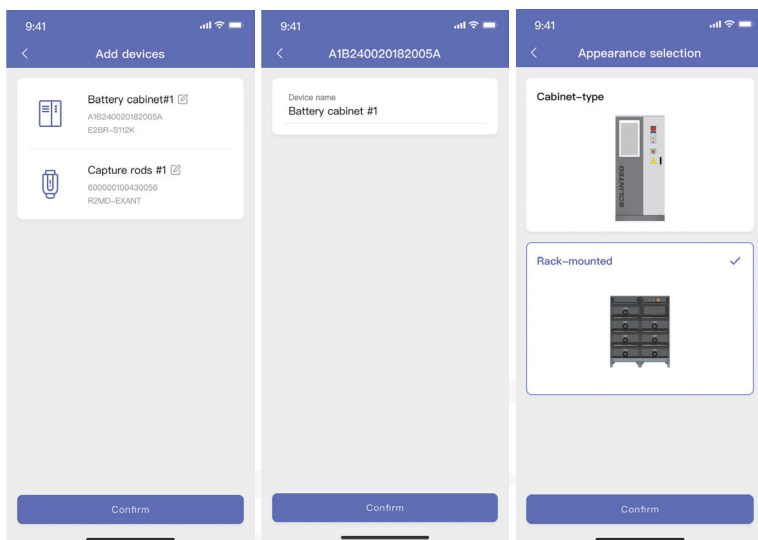 9:41
Add devices
Battery cabinet#1
A1B240020182005A
E2BR-S112K
Capture rods #1
600000100430056
R2MD-EXANT
Confirm
9:41
A1B240020182005A
Device name
Battery cabinet #1
Confirm
9:41
Appearance selection
Cabinet-type
SOLINTEG
Rack-mounted
Confirm